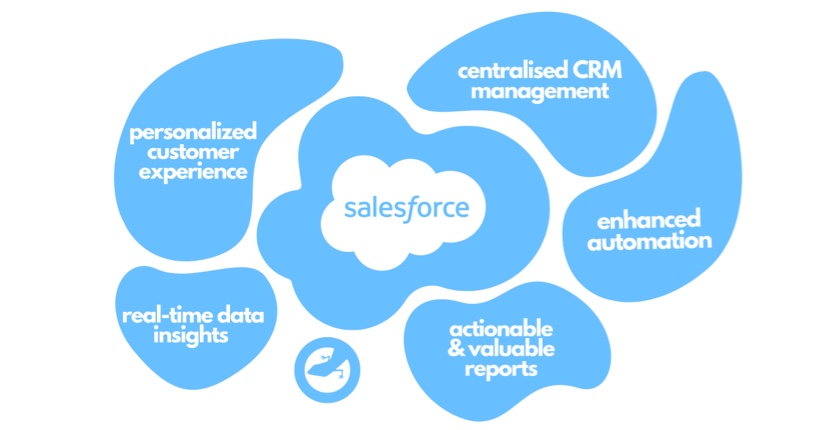 centralised CRM
management
personalized
customer
experience
salesforce
enhanced
automation
real-time data
insights
actionable
& valuable
reports